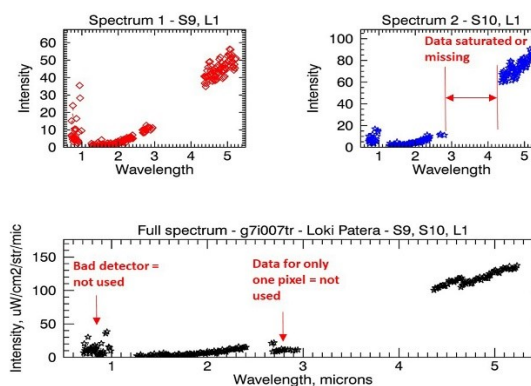 Spectrum 1 - S9, L1
Intensity
60
50
40
30
20
10
0
1 2 3 4 5
Wavelength
Spectrum 2 - S10, L1
Data saturated or
missing
Intensity
100
80
60
40
20
0
1 2 3 4 5
Wavelength
Full spectrum - g7i007tr - Loki Patera - S9, S10, L1
Intensity, uW/cm2/str/mic
150
100
50
0
Bad detector =
not used
Data for only
one pixel = not
used
1 2 3 4 5
Wavelength, microns